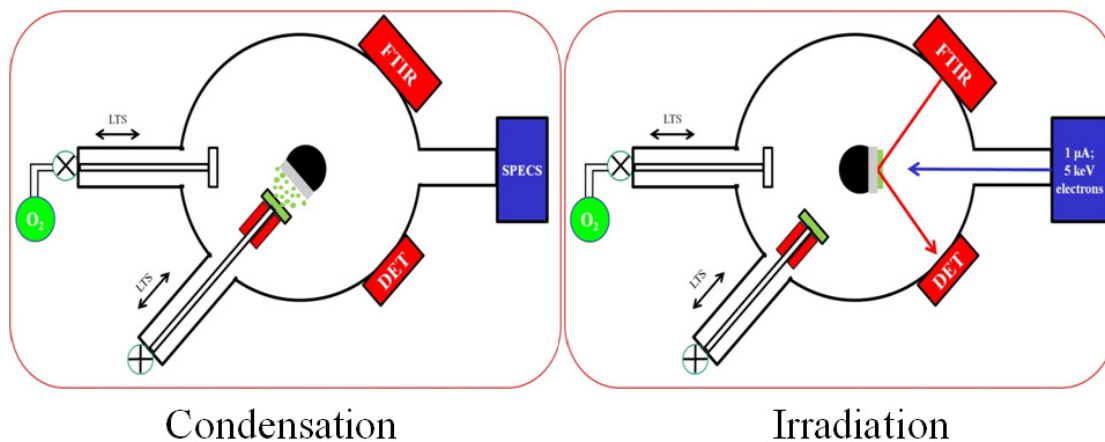 FTIR
LTS
SPECS
O₂
LTS
DET
Condensation
FTIR
LTS
1 µA;
5 keV
electrons
O₂
LTS
DET
Irradiation